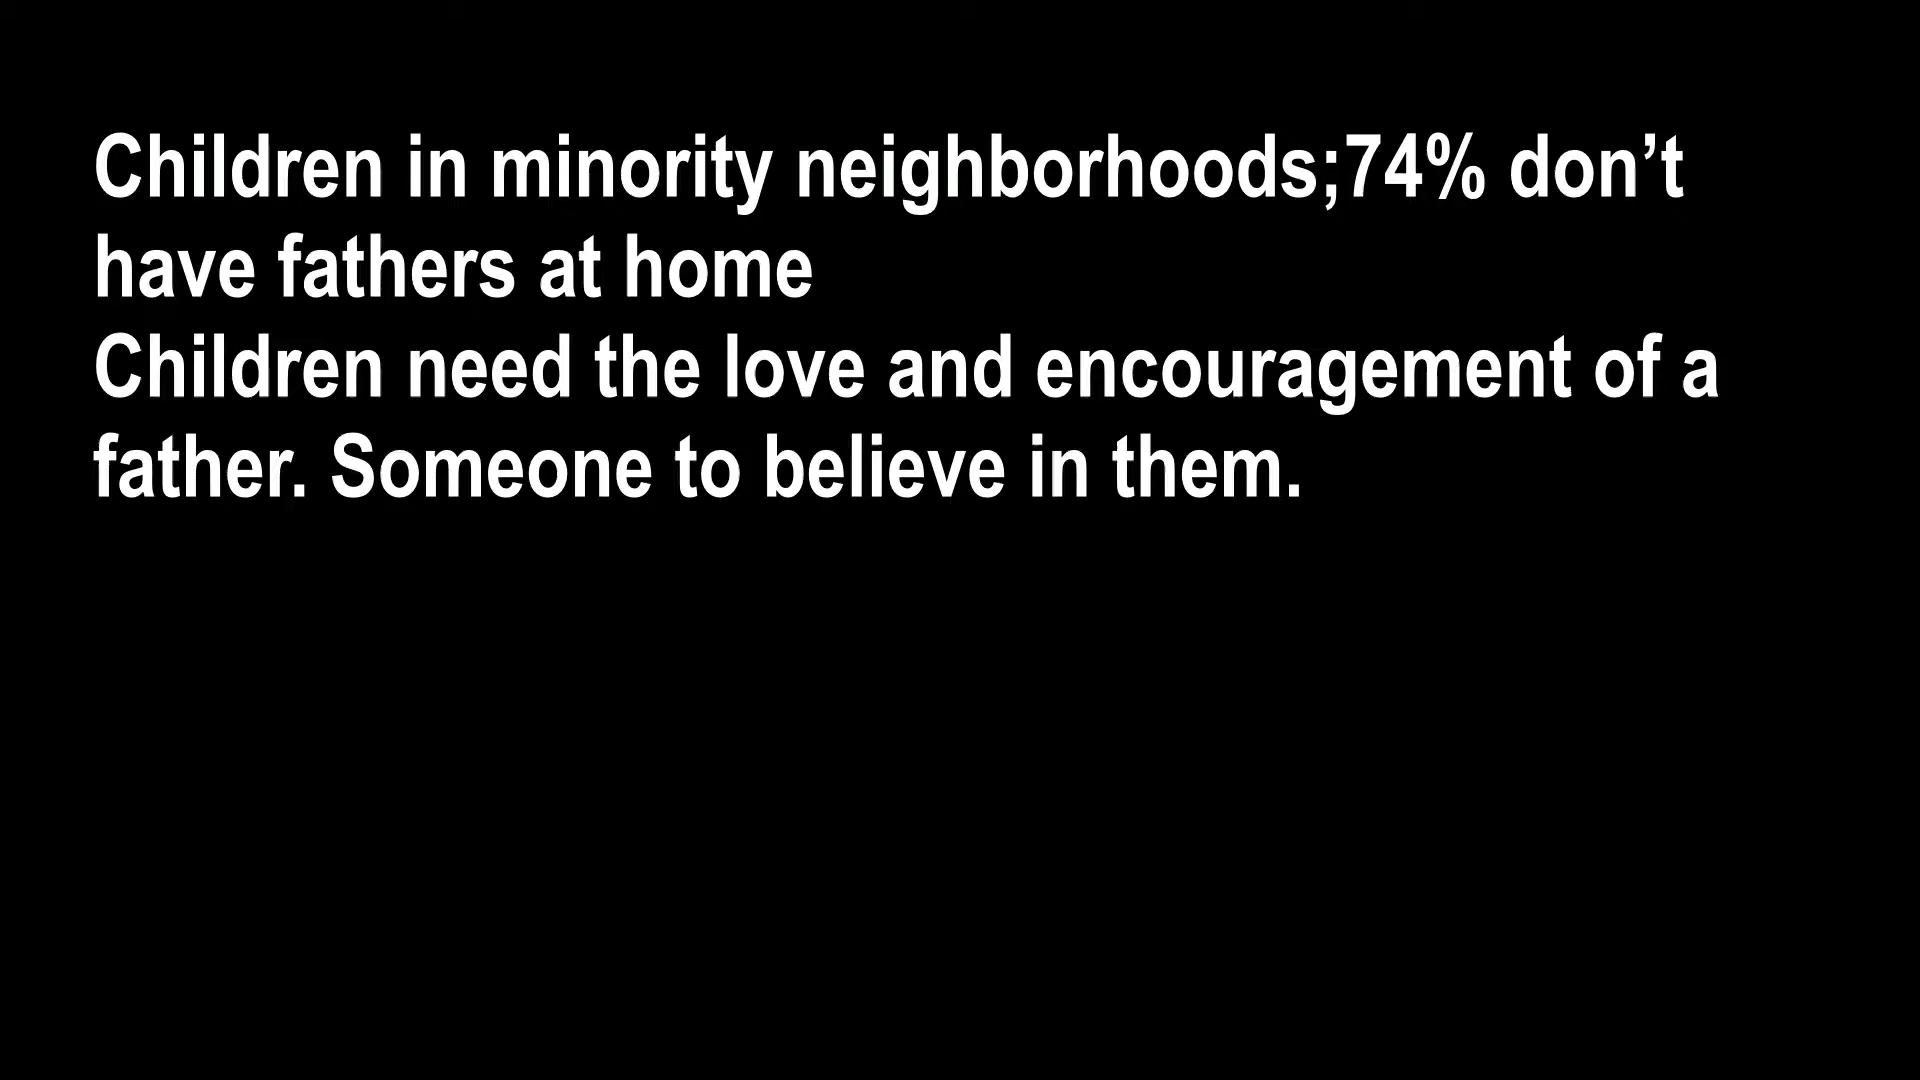 Children in minority neighborhoods;74% don’t
have fathers at home
Children need the love and encouragement of a
father. Someone to believe in them.